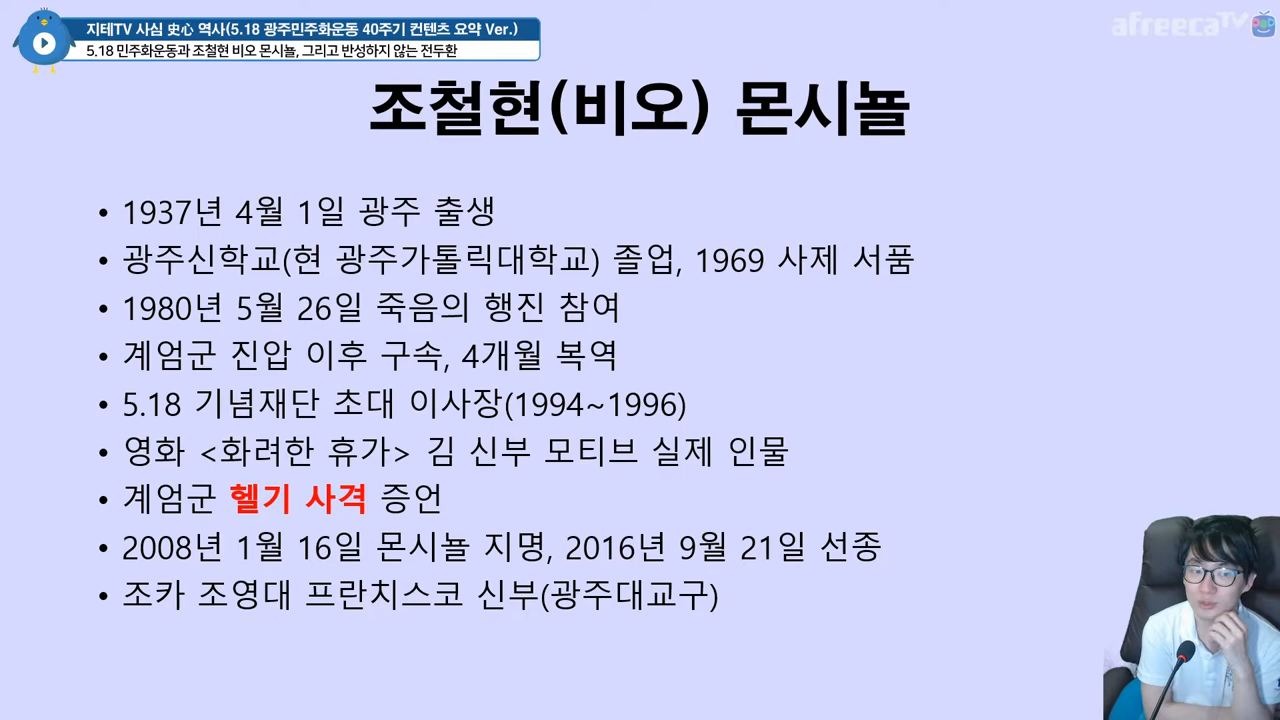 지테TV 사심 史心 역사(5.18 광주민주화운동 40주기 컨텐츠 요약 Ver.)
5.18 민주화운동과 조철현 비오 몬시뇰, 그리고 반성하지 않는 전두환
afreecaTV
조철현(비오) 몬시뇰
• 1937년 4월 1일 광주 출생
• 광주신학교(현 광주가톨릭대학교) 졸업, 1969 사제 서품
• 1980년 5월 26일 죽음의 행진 참여
• 계엄군 진압 이후 구속, 4개월 복역
• 5.18 기념재단 초대 이사장(1994~1996)
• 영화 <화려한 휴가> 김 신부 모티브 실제 인물
• 계엄군 헬기 사격 증언
• 2008년 1월 16일 몬시뇰 지명, 2016년 9월 21일 선종
• 조카 조영대 프란치스코 신부(광주대교구)